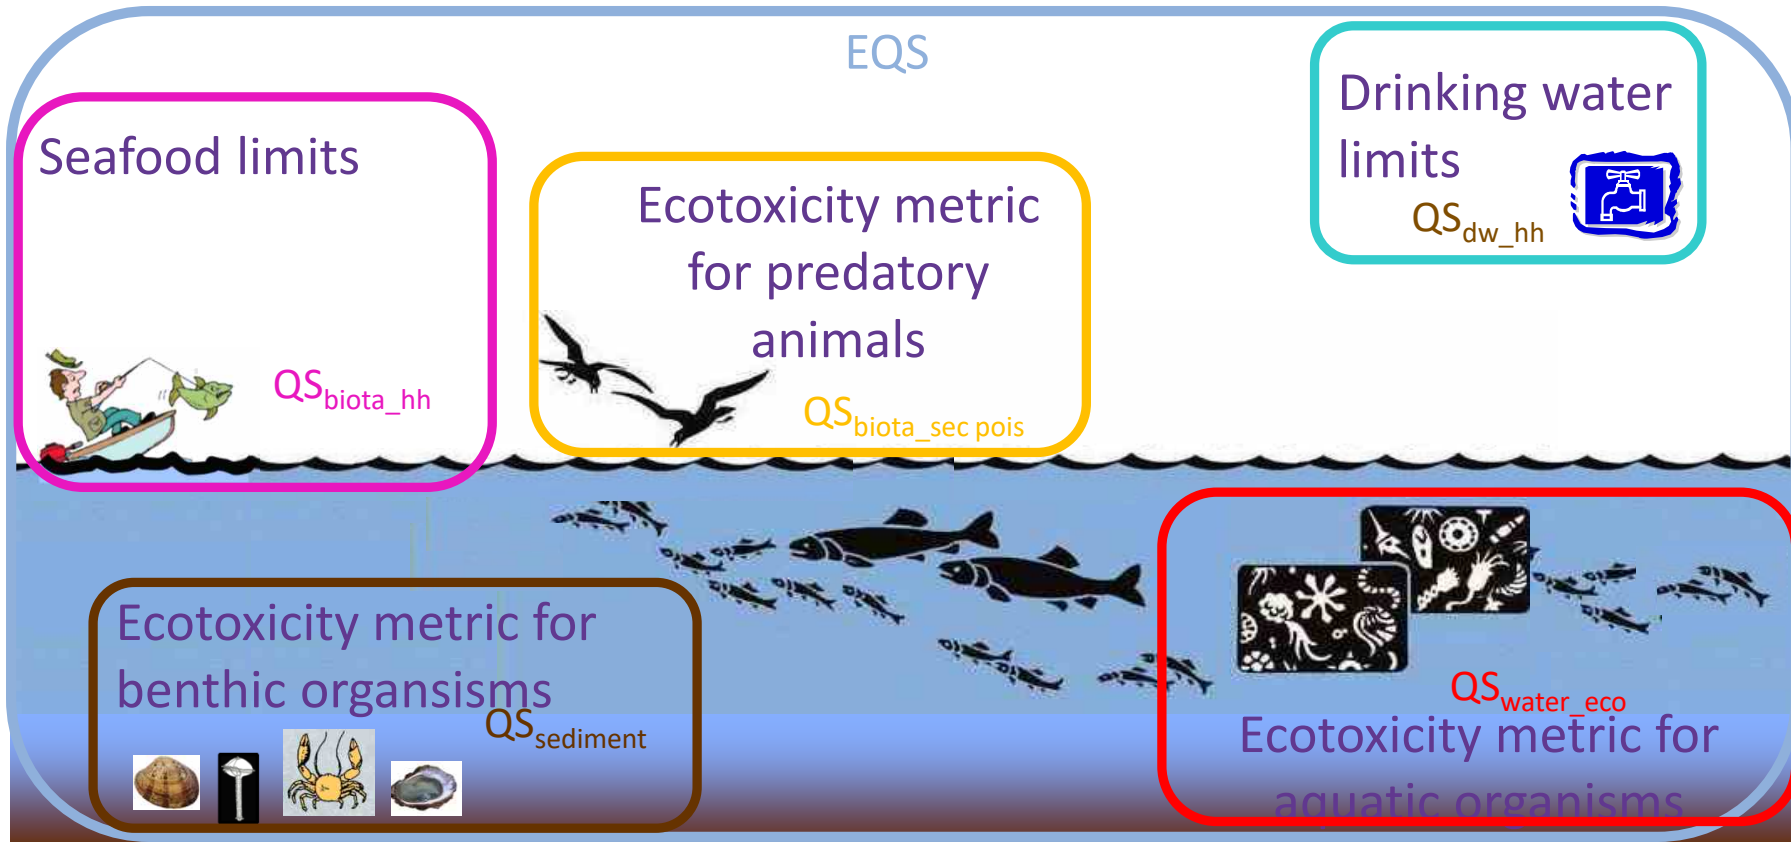 EQS
Seafood limits
QSbiota_hh
Ecotoxicity metric
for predatory
animals
QSbiota_sec pois
Drinking water
limits
QSdw_hh
Ecotoxicity metric for
benthic organsisms
QSsediment
QSwater_eco
Ecotoxicity metric for
aquatic organisms